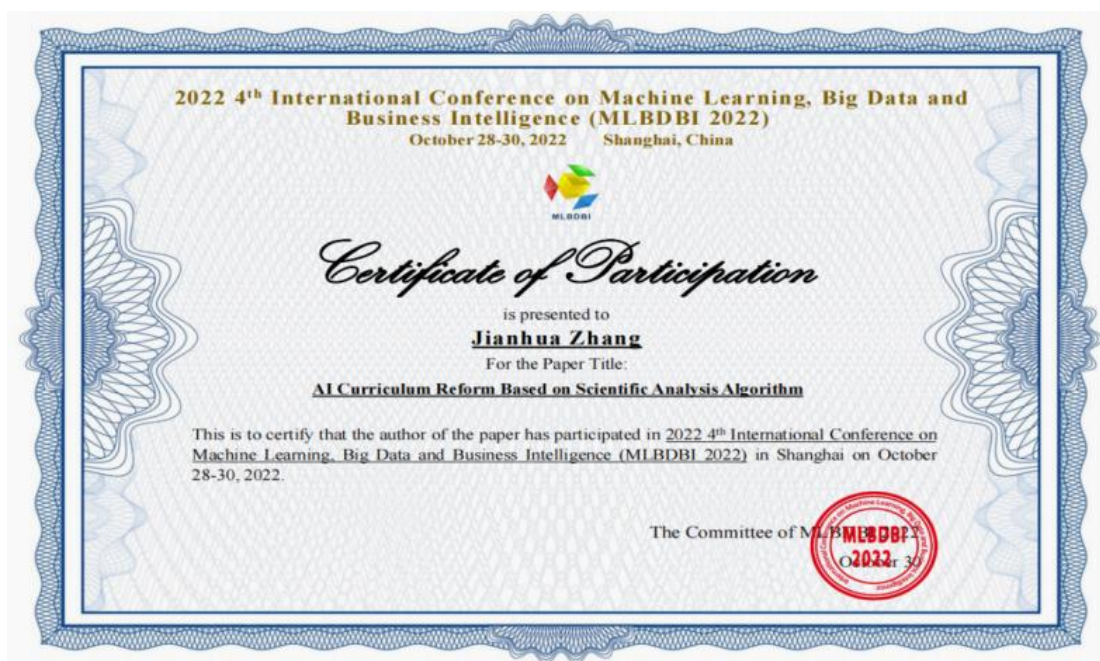 2022 4th International Conference on Machine Learning, Big Data and
Business Intelligence (MLBDBI 2022)
October 28-30, 2022 Shanghai, China
MLBDBI
Certificate of Participation
is presented to
Jianhua Zhang
For the Paper Title:
AI Curriculum Reform Based on Scientific Analysis Algorithm
This is to certify that the author of the paper has participated in 2022 4th International Conference on
Machine Learning, Big Data and Business Intelligence (MLBDBI 2022) in Shanghai on October
28-30, 2022.
The Committee of MLBDBI 2022
October 30
MLBDBI
2022